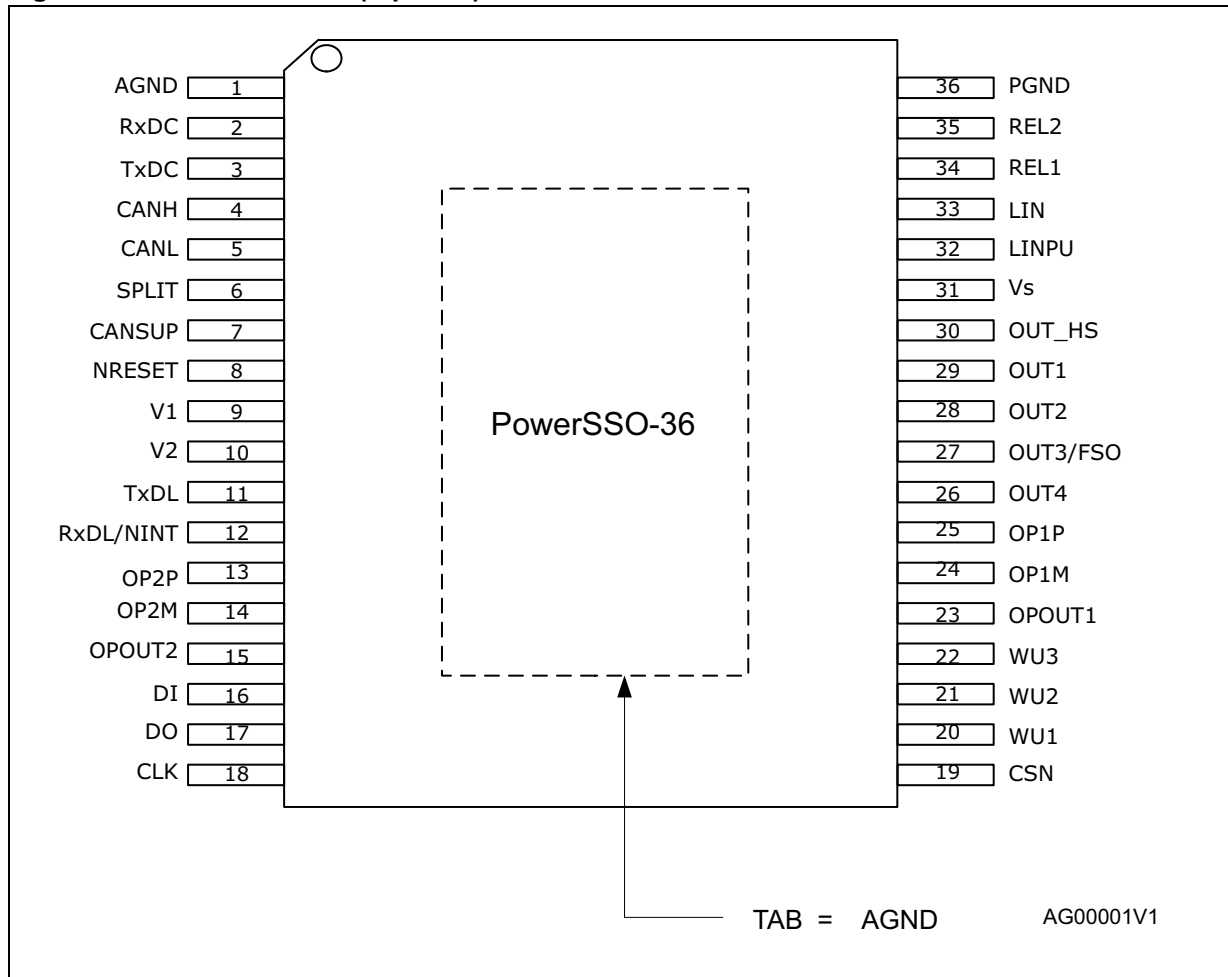 AGND 1
RxDC 2
TxDC 3
CANH 4
CANL 5
SPLIT 6
CANSUP 7
NRESET 8
V1 9
V2 10
TxDL 11
RxDL/NINT 12
OP2P 13
OP2M 14
OPOUT2 15
DI 16
DO 17
CLK 18
PowerSSO-36
36 PGND
35 REL2
34 REL1
33 LIN
32 LINPU
31 Vs
30 OUT_HS
29 OUT1
28 OUT2
27 OUT3/FSO
26 OUT4
25 OP1P
24 OP1M
23 OPOUT1
22 WU3
21 WU2
20 WU1
19 CSN
TAB = AGND
AG00001V1